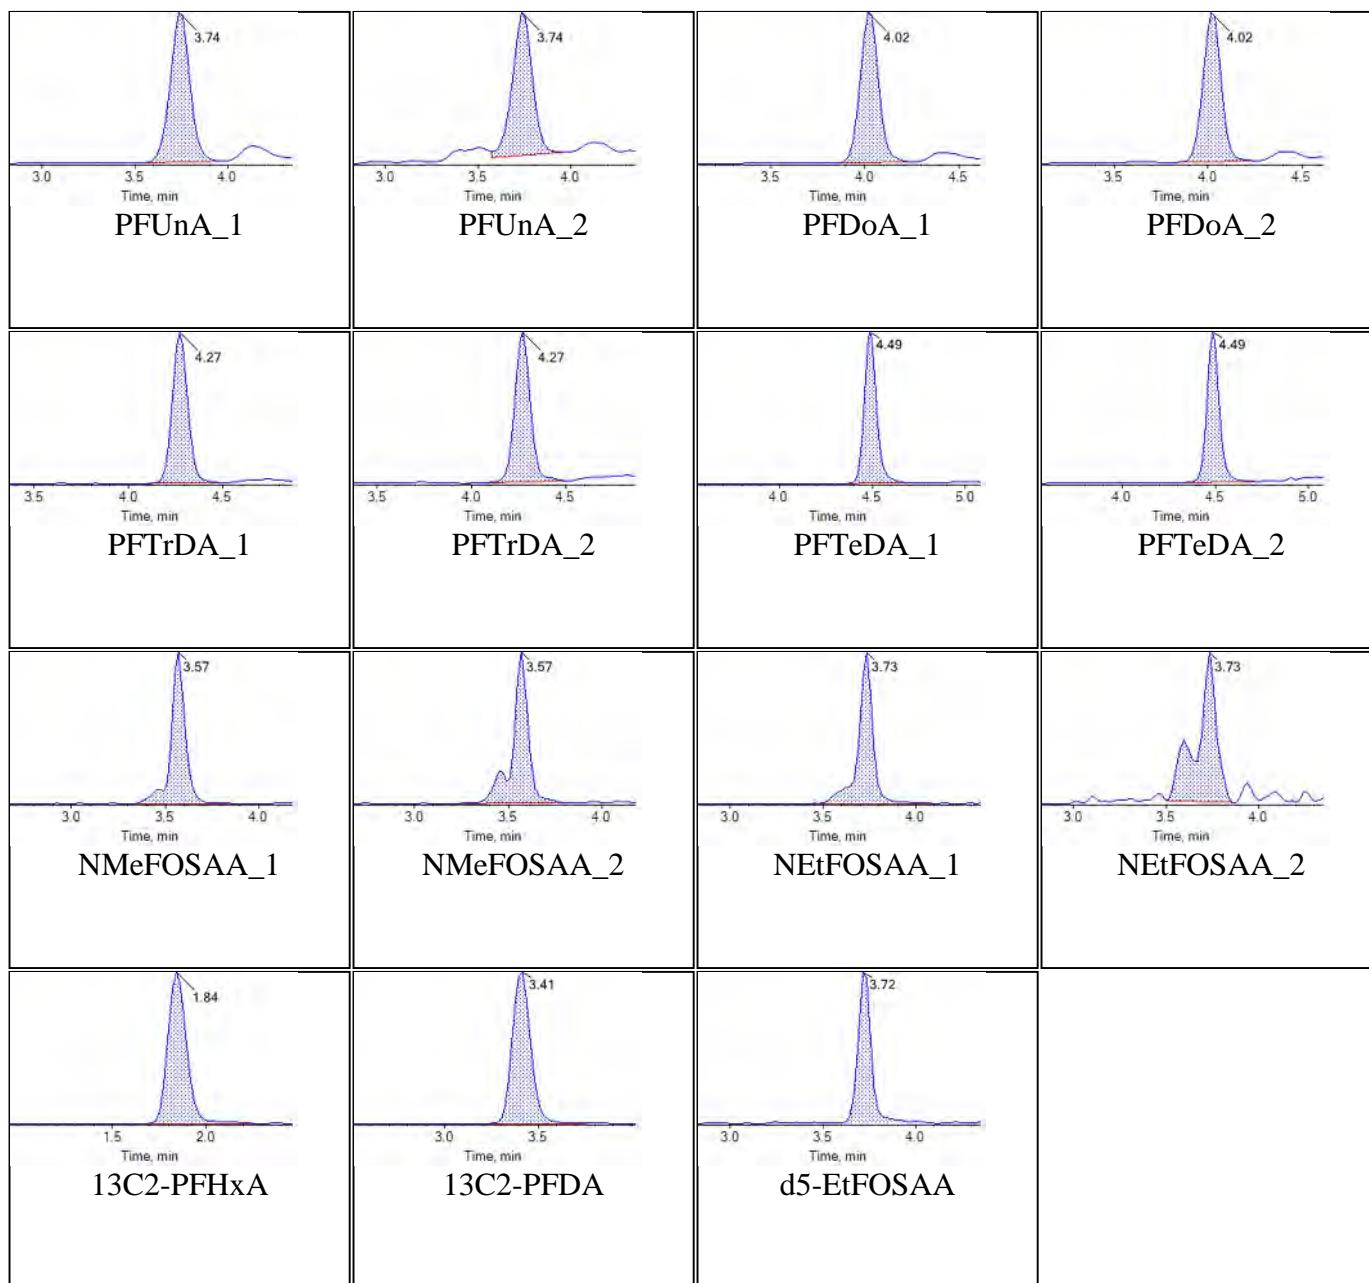 3.74
3.0 3.5 4.0
Time, min
PFUnA_1
3.74
3.0 3.5 4.0
Time, min
PFUnA_2
4.02
3.5 4.0 4.5
Time, min
PFDoA_1
4.02
3.5 4.0 4.5
Time, min
PFDoA_2
4.27
3.5 4.0 4.5
Time, min
PFTrDA_1
4.27
3.5 4.0 4.5
Time, min
PFTrDA_2
4.49
4.0 4.5 5.0
Time, min
PFTeDA_1
4.49
4.0 4.5 5.0
Time, min
PFTeDA_2
3.57
3.0 3.5 4.0
Time, min
NMeFOSAA_1
3.57
3.0 3.5 4.0
Time, min
NMeFOSAA_2
3.73
3.0 3.5 4.0
Time, min
NEtFOSAA_1
3.73
3.0 3.5 4.0
Time, min
NEtFOSAA_2
1.84
1.5 2.0
Time, min
13C2-PFHxA
3.41
3.0 3.5
Time, min
13C2-PFDA
3.72
3.0 3.5 4.0
Time, min
d5-EtFOSAA